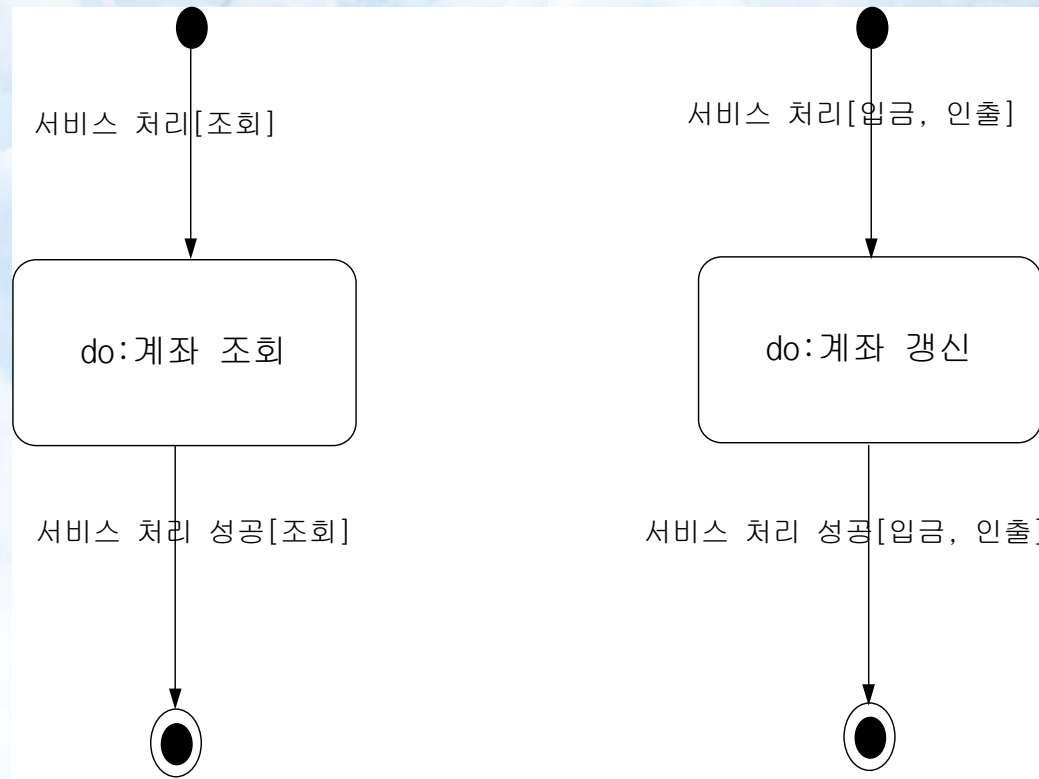 서비스 처리[조회]
서비스 처리[입금, 인출]
do:계좌 조회
do:계좌 갱신
서비스 처리 성공[조회]
서비스 처리 성공[입금, 인출]